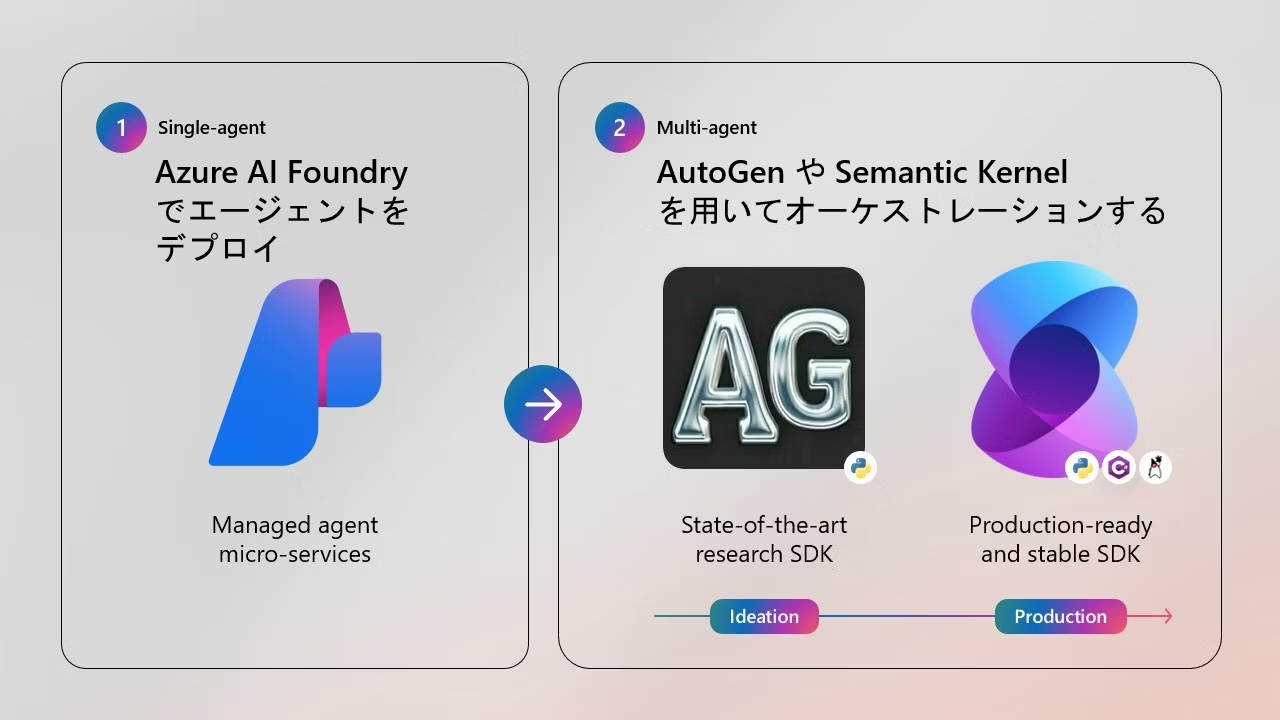 1
Single-agent
Azure AI Foundry
でエージェントを
デプロイ
Managed agent
micro-services
2
Multi-agent
AutoGen や Semantic Kernel
を用いてオーケストレーションする
AG
State-of-the-art
research SDK
Production-ready
and stable SDK
Ideation
Production